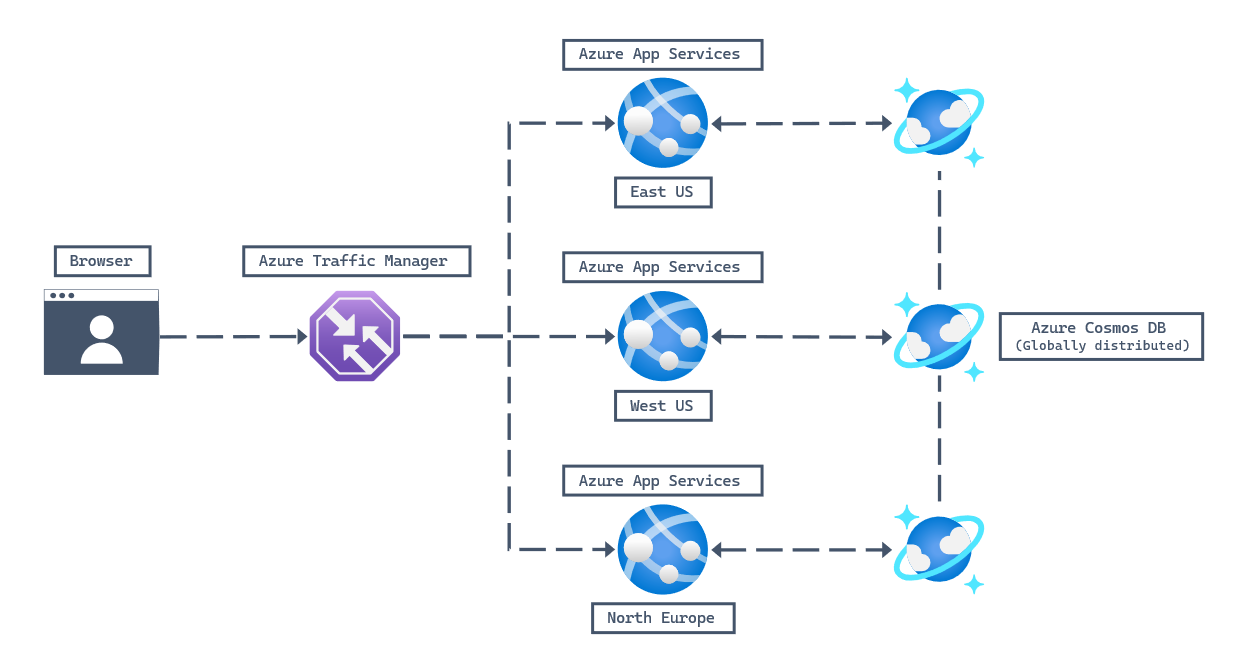 Azure App Services
East US
Browser
Azure Traffic Manager
Azure App Services
West US
Azure Cosmos DB
(Globally distributed)
Azure App Services
North Europe